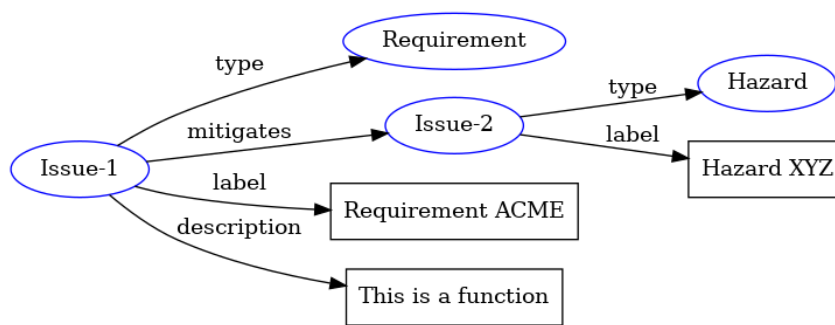 Requirement
type
Hazard
type
mitigates
Issue-2
label
Issue-1
Hazard XYZ
label
Requirement ACME
description
This is a function